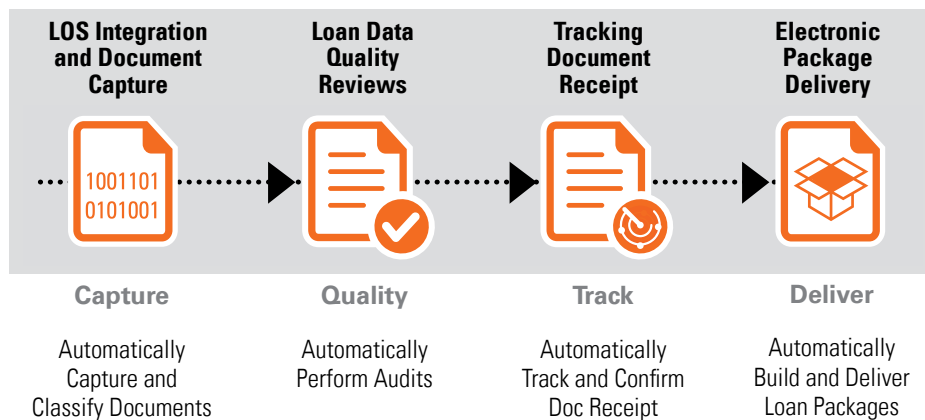 LOS Integration
and Document
Capture
Loan Data
Quality
Reviews
Tracking
Document
Receipt
Electronic
Package
Delivery
1001101
0101001
Capture
Quality
Track
Deliver
Automatically
Capture and
Classify Documents
Automatically
Perform Audits
Automatically
Track and Confirm
Doc Receipt
Automatically
Build and Deliver
Loan Packages